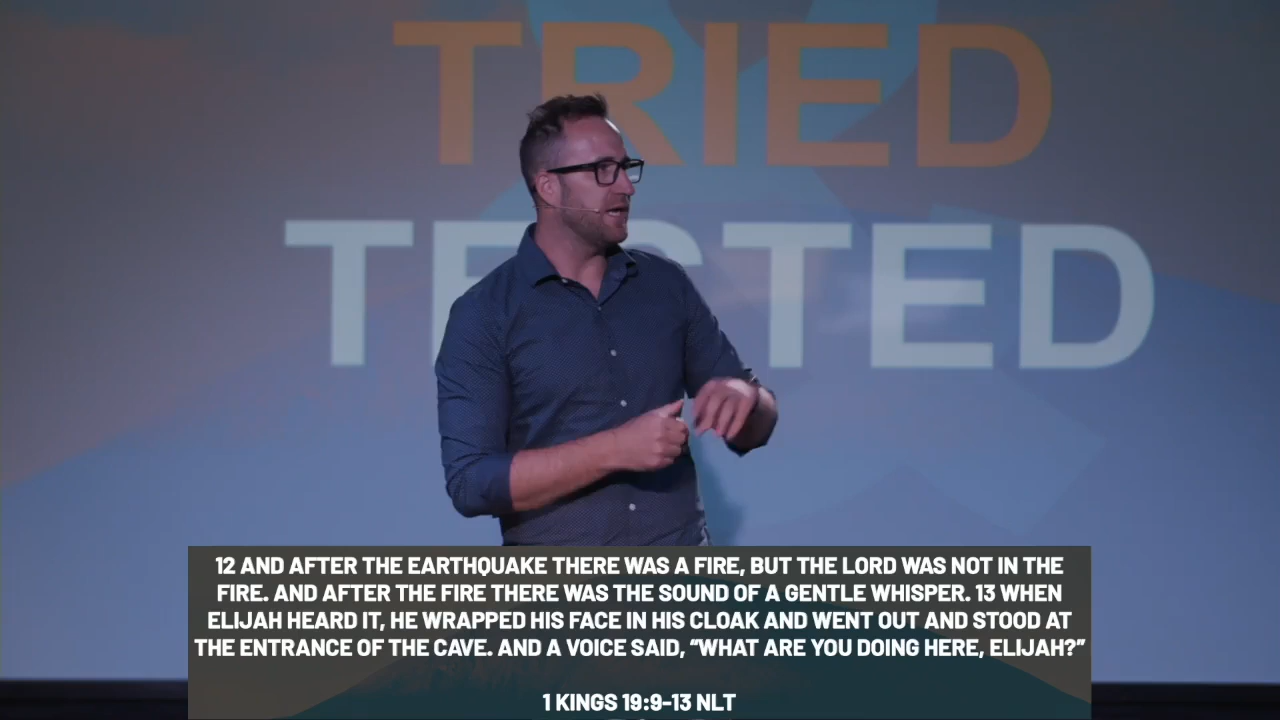 TRIED
TESTED
12 AND AFTER THE EARTHQUAKE THERE WAS A FIRE, BUT THE LORD WAS NOT IN THE
FIRE. AND AFTER THE FIRE THERE WAS THE SOUND OF A GENTLE WHISPER. 13 WHEN
ELIJAH HEARD IT, HE WRAPPED HIS FACE IN HIS CLOAK AND WENT OUT AND STOOD AT
THE ENTRANCE OF THE CAVE. AND A VOICE SAID, “WHAT ARE YOU DOING HERE, ELIJAH?”
1 KINGS 19:9-13 NLT